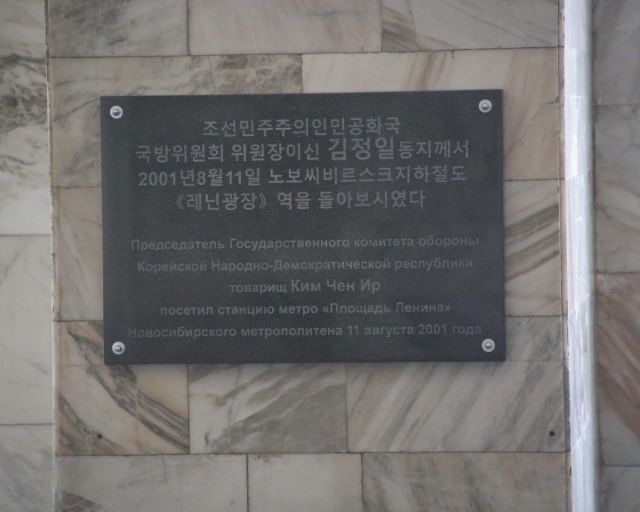 조선민주주의인민공화국
국방위원회 위원장이신 김정일동지께서
2001년8월11일 노보씨비르스크지하철도
《레닌광장》 역을 돌아보시였다
Председатель Государственного комитета обороны
Корейской Народно-Демократической республики
товарищ Ким Чен Ир
посетил станцию метро «Площадь Ленина»
Новосибирского метрополитена 11 августа 2001 года